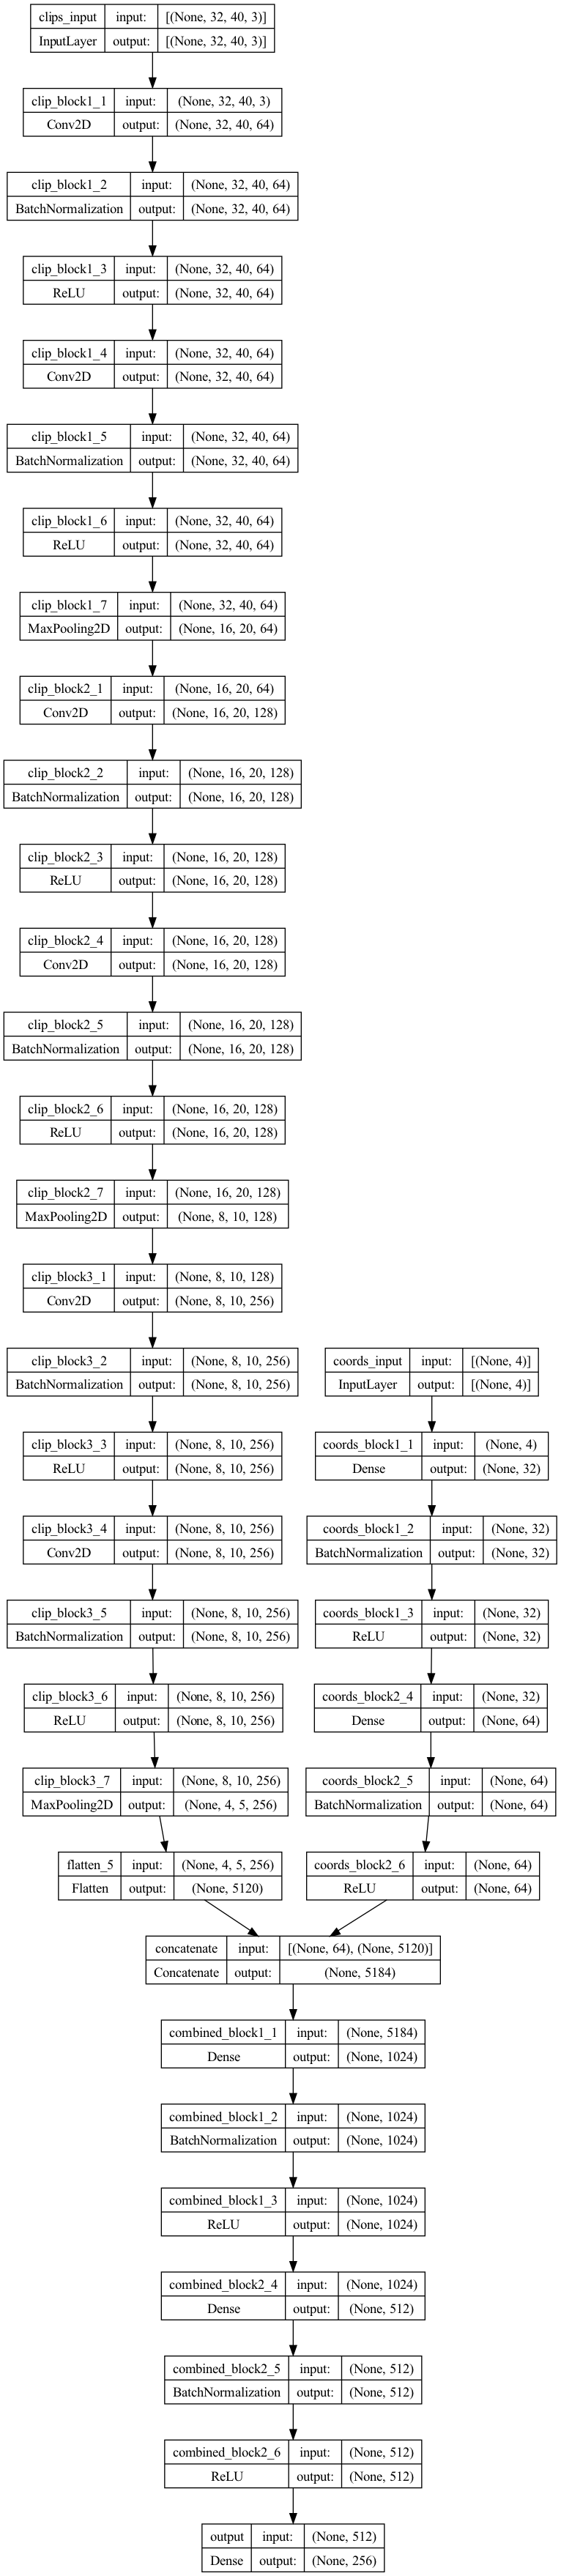 clips_input input: [(None, 32, 40, 3)]
InputLayer output: [(None, 32, 40, 3)]
clip_block1_1 input: (None, 32, 40, 3)
Conv2D output: (None, 32, 40, 64)
clip_block1_2 input: (None, 32, 40, 64)
BatchNormalization output: (None, 32, 40, 64)
clip_block1_3 input: (None, 32, 40, 64)
ReLU output: (None, 32, 40, 64)
clip_block1_4 input: (None, 32, 40, 64)
Conv2D output: (None, 32, 40, 64)
clip_block1_5 input: (None, 32, 40, 64)
BatchNormalization output: (None, 32, 40, 64)
clip_block1_6 input: (None, 32, 40, 64)
ReLU output: (None, 32, 40, 64)
clip_block1_7 input: (None, 32, 40, 64)
MaxPooling2D output: (None, 16, 20, 64)
clip_block2_1 input: (None, 16, 20, 64)
Conv2D output: (None, 16, 20, 128)
clip_block2_2 input: (None, 16, 20, 128)
BatchNormalization output: (None, 16, 20, 128)
clip_block2_3 input: (None, 16, 20, 128)
ReLU output: (None, 16, 20, 128)
clip_block2_4 input: (None, 16, 20, 128)
Conv2D output: (None, 16, 20, 128)
clip_block2_5 input: (None, 16, 20, 128)
BatchNormalization output: (None, 16, 20, 128)
clip_block2_6 input: (None, 16, 20, 128)
ReLU output: (None, 16, 20, 128)
clip_block2_7 input: (None, 16, 20, 128)
MaxPooling2D output: (None, 8, 10, 128)
clip_block3_1 input: (None, 8, 10, 128)
Conv2D output: (None, 8, 10, 256)
clip_block3_2 input: (None, 8, 10, 256)
BatchNormalization output: (None, 8, 10, 256)
clip_block3_3 input: (None, 8, 10, 256)
ReLU output: (None, 8, 10, 256)
clip_block3_4 input: (None, 8, 10, 256)
Conv2D output: (None, 8, 10, 256)
clip_block3_5 input: (None, 8, 10, 256)
BatchNormalization output: (None, 8, 10, 256)
clip_block3_6 input: (None, 8, 10, 256)
ReLU output: (None, 8, 10, 256)
clip_block3_7 input: (None, 8, 10, 256)
MaxPooling2D output: (None, 4, 5, 256)
flatten_5 input: (None, 4, 5, 256)
Flatten output: (None, 5120)
coords_input input: [(None, 4)]
InputLayer output: [(None, 4)]
coords_block1_1 input: (None, 4)
Dense output: (None, 32)
coords_block1_2 input: (None, 32)
BatchNormalization output: (None, 32)
coords_block1_3 input: (None, 32)
ReLU output: (None, 32)
coords_block2_4 input: (None, 32)
Dense output: (None, 64)
coords_block2_5 input: (None, 64)
BatchNormalization output: (None, 64)
coords_block2_6 input: (None, 64)
ReLU output: (None, 64)
concatenate input: [(None, 64), (None, 5120)]
Concatenate output: (None, 5184)
combined_block1_1 input: (None, 5184)
Dense output: (None, 1024)
combined_block1_2 input: (None, 1024)
BatchNormalization output: (None, 1024)
combined_block1_3 input: (None, 1024)
ReLU output: (None, 1024)
combined_block2_4 input: (None, 1024)
Dense output: (None, 512)
combined_block2_5 input: (None, 512)
BatchNormalization output: (None, 512)
combined_block2_6 input: (None, 512)
ReLU output: (None, 512)
output input: (None, 512)
Dense output: (None, 256)